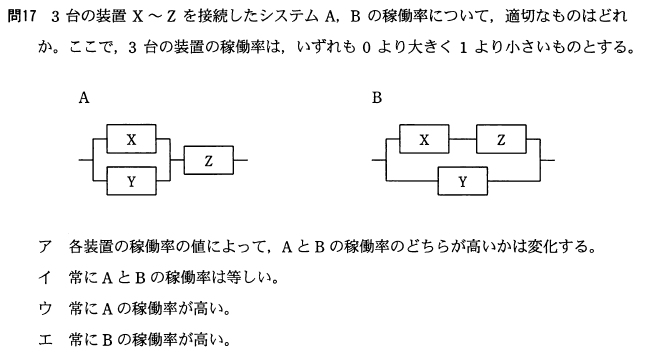 問17 3 台の装置 X ～ Z を接続したシステム A，B の稼働率について，適切なものはどれ
か。ここで，3 台の装置の稼働率は，いずれも 0 より大きく 1 より小さいものとする。
A
B
X
Y
Z
X
Z
Y
ア 各装置の稼働率の値によって，A と B の稼働率のどちらが高いかは変化する。
イ 常に A と B の稼働率は等しい。
ウ 常に A の稼働率が高い。
エ 常に B の稼働率が高い。